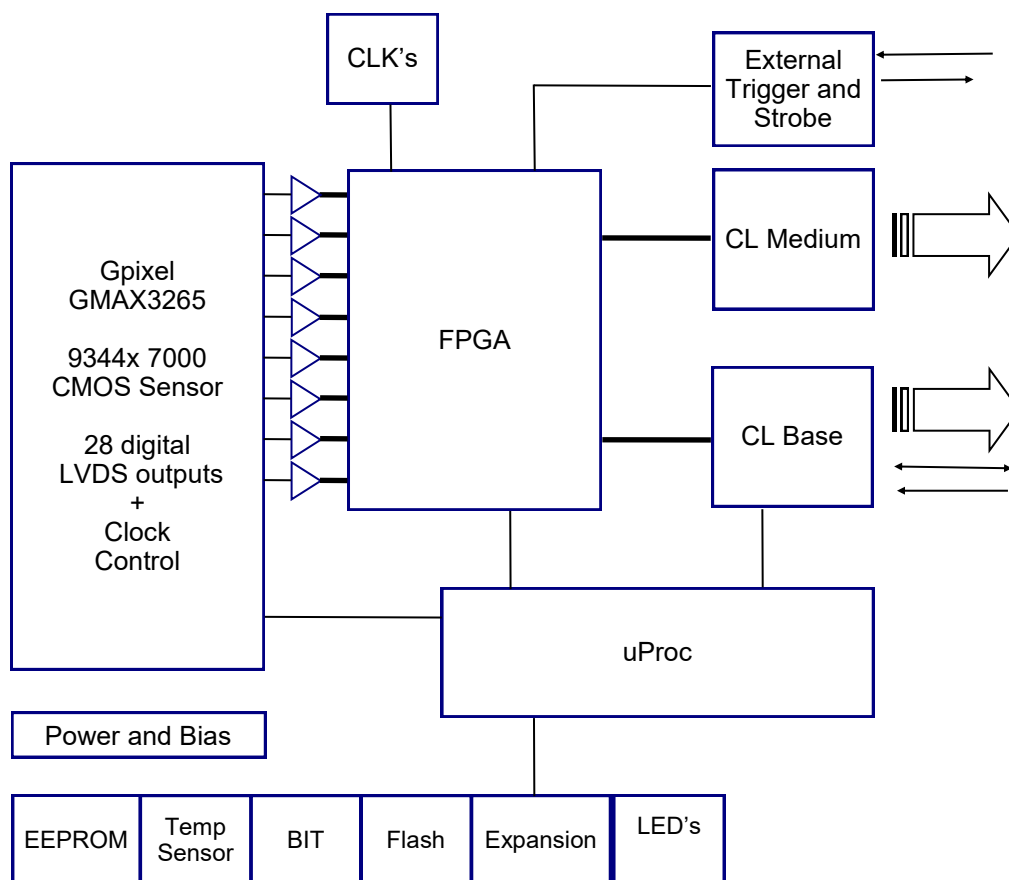 CLK's
External
Trigger and
Strobe
Gpixel
GMAX3265
9344x 7000
CMOS Sensor
28 digital
LVDS outputs
+
Clock
Control
FPGA
CL Medium
CL Base
uProc
Power and Bias
EEPROM
Temp
Sensor
BIT
Flash
Expansion
LED's